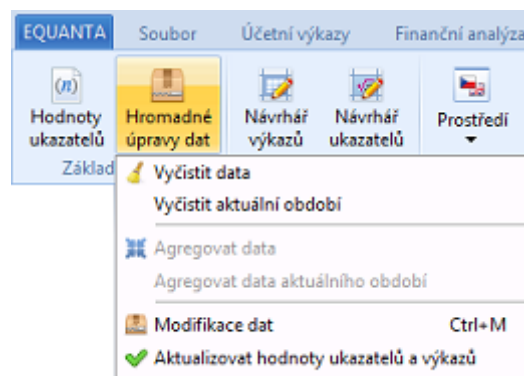 EQUANTA Soubor Účetní výkazy Finanční analýza
(n)
Hodnoty ukazatelů
Hromadné úpravy dat
Návrhář výkazů
Návrhář ukazatelů
Prostředí
Základ
Vyčistit data
Vyčistit aktuální období
Agregovat data
Agregovat data aktuálního období
Modifikace dat Ctrl+M
Aktualizovat hodnoty ukazatelů a výkazů